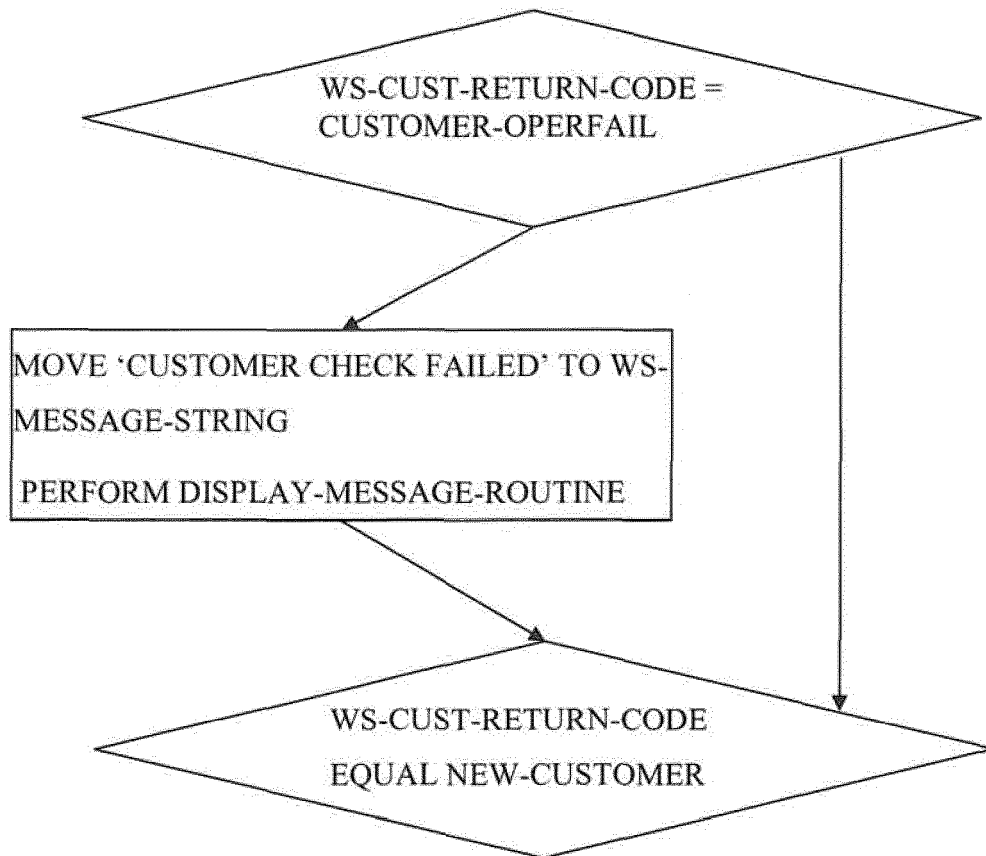 WS-CUST-RETURN-CODE =
CUSTOMER-OPERFAIL
MOVE ‘CUSTOMER CHECK FAILED’ TO WS-
MESSAGE-STRING
PERFORM DISPLAY-MESSAGE-ROUTINE
WS-CUST-RETURN-CODE
EQUAL NEW-CUSTOMER